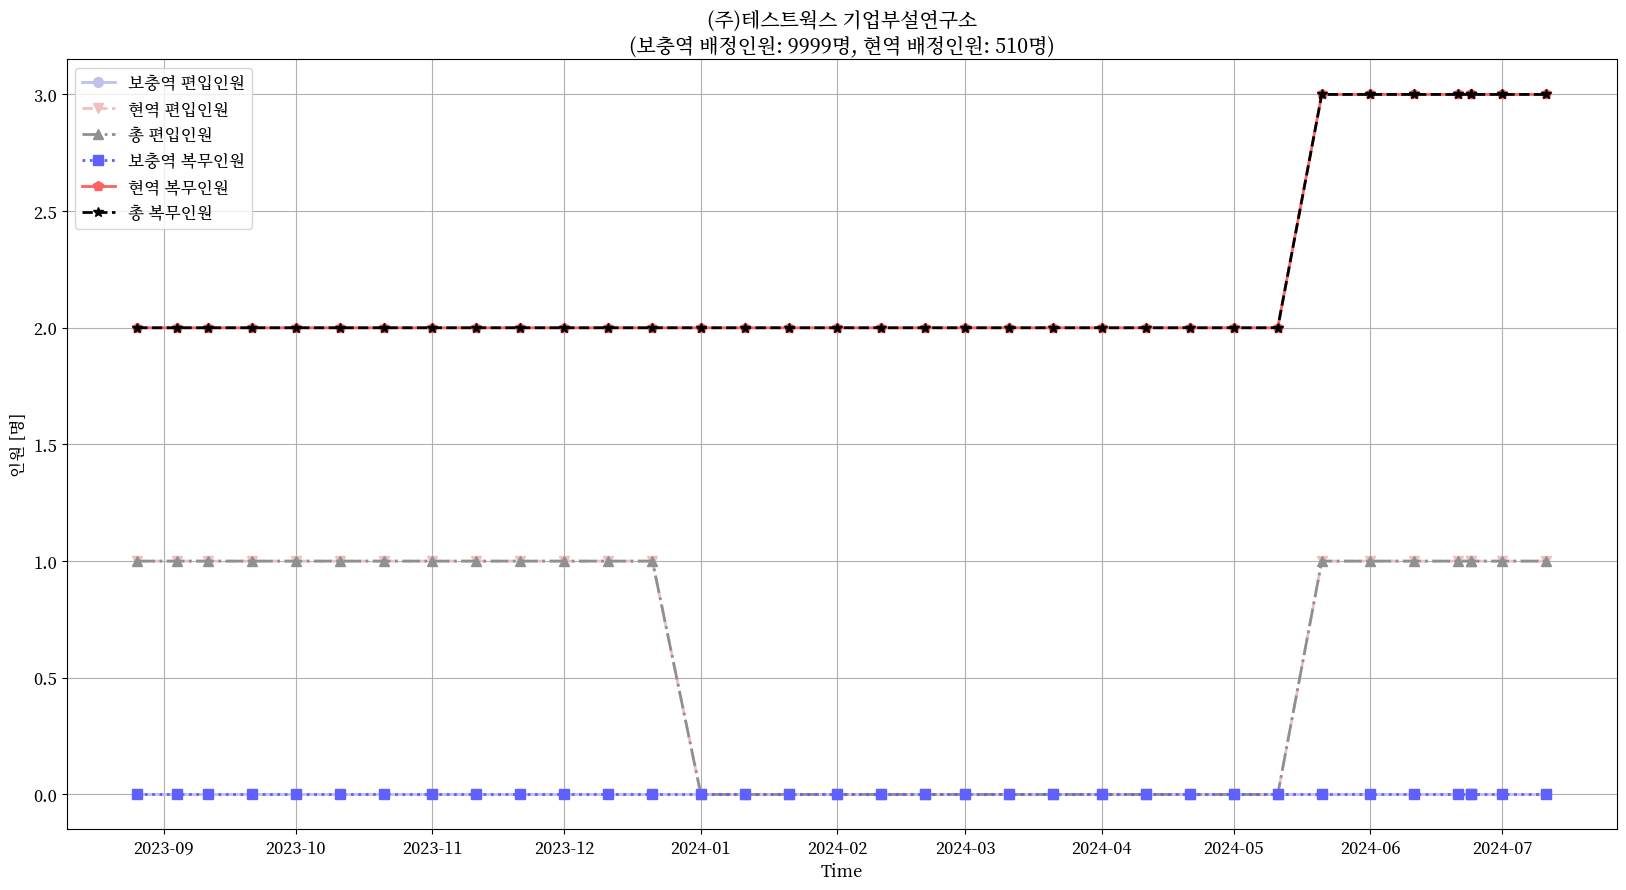 (주)테스트웍스 기업부설연구소
(보충역 배정인원: 9999명, 현역 배정인원: 510명)
보충역 편입인원
현역 편입인원
총 편입인원
보충역 복무인원
현역 복무인원
총 복무인원
3.0
2.5
2.0
1.5
1.0
0.5
0.0
인원 [명]
2023-09 2023-10 2023-11 2023-12 2024-01 2024-02 2024-03 2024-04 2024-05 2024-06 2024-07
Time